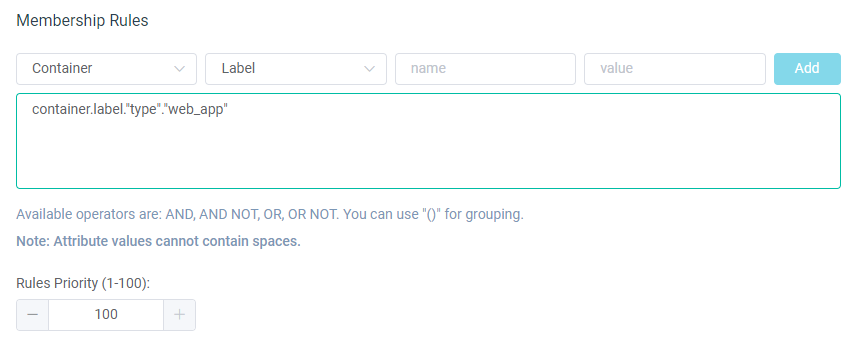 Membership Rules
Container Label name value Add
container.label."type"."web_app"
Available operators are: AND, AND NOT, OR, OR NOT. You can use "()" for grouping.
Note: Attribute values cannot contain spaces.
Rules Priority (1-100):
− 100 +